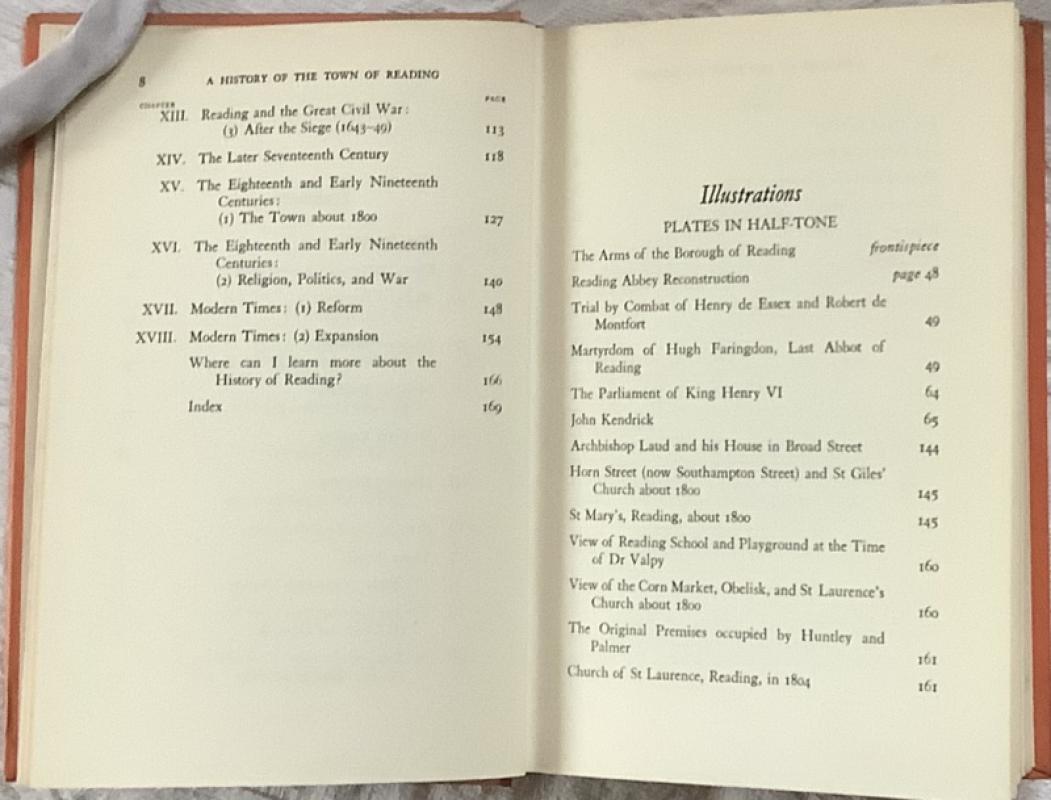 8 A HISTORY OF THE TOWN OF READING
CHAPTER PAGE
XIII. Reading and the Great Civil War:
(3) After the Siege (1643–49) 113
XIV. The Later Seventeenth Century 118
XV. The Eighteenth and Early Nineteenth
Centuries:
(1) The Town about 1800 127
XVI. The Eighteenth and Early Nineteenth
Centuries:
(2) Religion, Politics, and War 140
XVII. Modern Times: (1) Reform 148
XVIII. Modern Times: (2) Expansion 154
Where can I learn more about the
History of Reading? 166
Index 169
Illustrations
PLATES IN HALF-TONE
The Arms of the Borough of Reading frontispiece
Reading Abbey Reconstruction page 48
Trial by Combat of Henry de Essex and Robert de
Montfort 49
Martyrdom of Hugh Faringdon, Last Abbot of
Reading 49
The Parliament of King Henry VI 64
John Kendrick 65
Archbishop Laud and his House in Broad Street 144
Horn Street (now Southampton Street) and St Giles'
Church about 1800 145
St Mary's, Reading, about 1800 145
View of Reading School and Playground at the Time
of Dr Valpy 160
View of the Corn Market, Obelisk, and St Laurence's
Church about 1800 160
The Original Premises occupied by Huntley and
Palmer 161
Church of St Laurence, Reading, in 1804 161